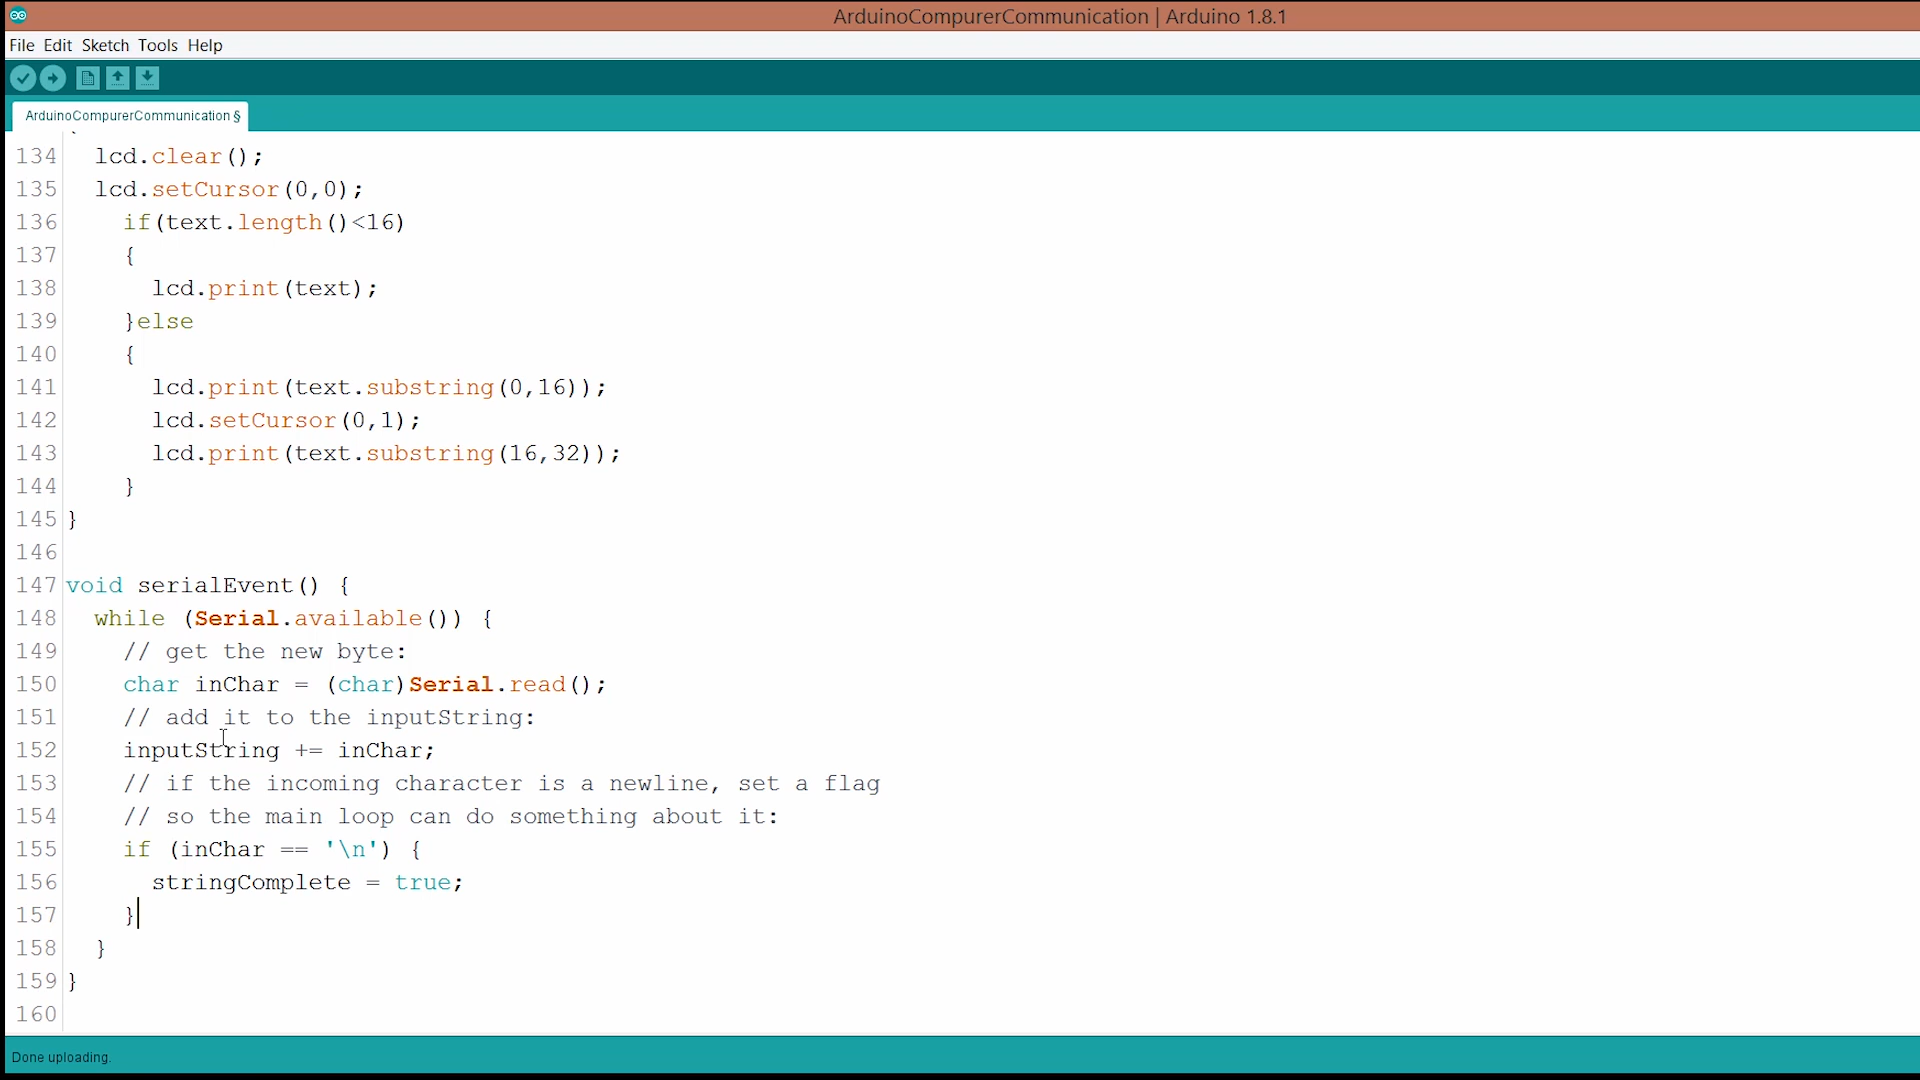 ArduinoCompurerCommunication | Arduino 1.8.1
File Edit Sketch Tools Help
ArduinoCompurerCommunication §
134 lcd.clear();
135 lcd.setCursor(0,0);
136 if(text.length()<16)
137 {
138 lcd.print(text);
139 }else
140 {
141 lcd.print(text.substring(0,16));
142 lcd.setCursor(0,1);
143 lcd.print(text.substring(16,32));
144 }
145 }
146
147 void serialEvent() {
148 while (Serial.available()) {
149 // get the new byte:
150 char inChar = (char)Serial.read();
151 // add it to the inputString:
152 inputString += inChar;
153 // if the incoming character is a newline, set a flag
154 // so the main loop can do something about it:
155 if (inChar == '\n') {
156 stringComplete = true;
157 }
158 }
159 }
160
Done uploading.